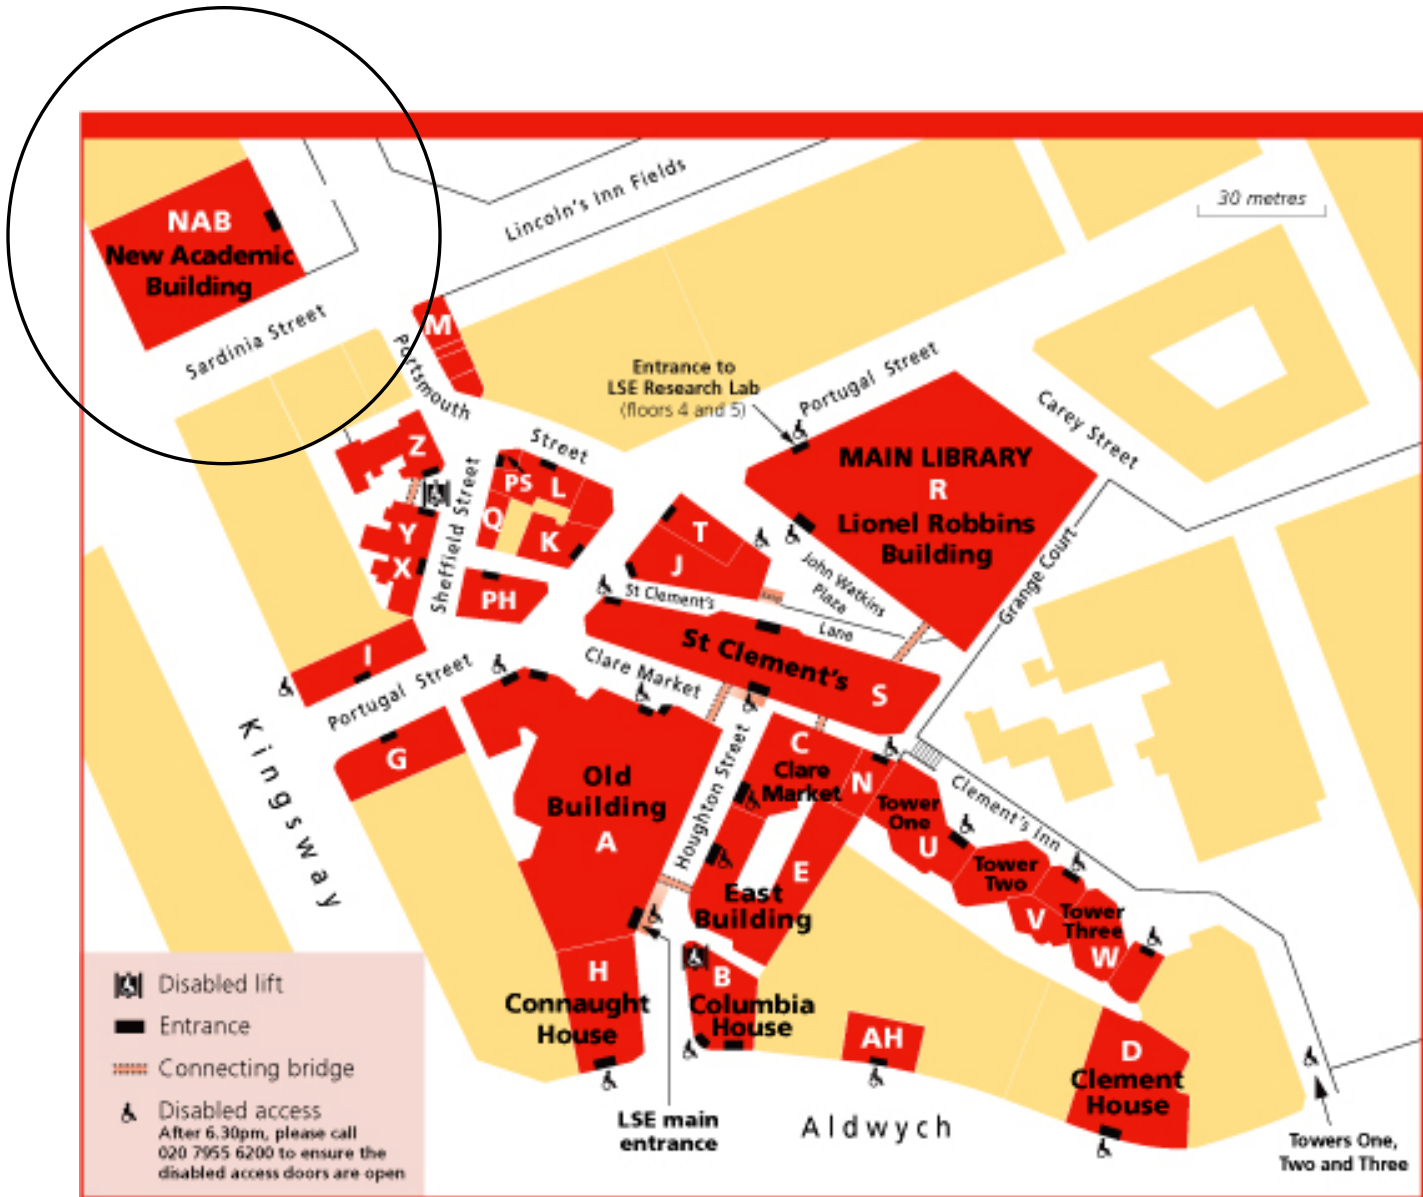 NAB
New Academic
Building
Sardinia Street
Lincoln's Inn Fields
30 metres
M
Portsmouth
Street
Entrance to
LSE Research Lab
(floors 4 and 5)
Portugal Street
Carey Street
MAIN LIBRARY
R
Lionel Robbins
Building
Z
Sheffield Street
PS
L
Q
K
Y
X
PH
T
J
John Watkins
Plaza
Grange Court
St Clement's
Lane
I
Portugal Street
Clare Market
St Clement's
S
Kingsway
G
Old
Building
A
Houghton Street
C
Clare
Market
N
Tower
One
U
Clement's Inn
Tower
Two
V
Tower
Three
W
E
East
Building
H
Connaught
House
B
Columbia
House
AH
D
Clement
House
LSE main
entrance
Aldwych
Towers One,
Two and Three
Disabled lift
Entrance
Connecting bridge
Disabled access
After 6.30pm, please call
020 7955 6200 to ensure the
disabled access doors are open